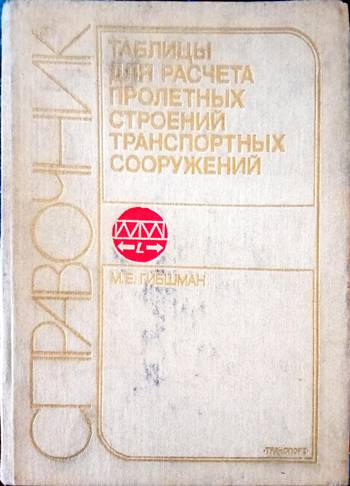 СПРАВОЧНИК
ТАБЛИЦЫ
ДЛЯ РАСЧЕТА
ПРОЛЕТНЫХ
СТРОЕНИЙ
ТРАНСПОРТНЫХ
СООРУЖЕНИЙ
L
М.Е. ГИБШМАН
·ТРАНСПОРТ·